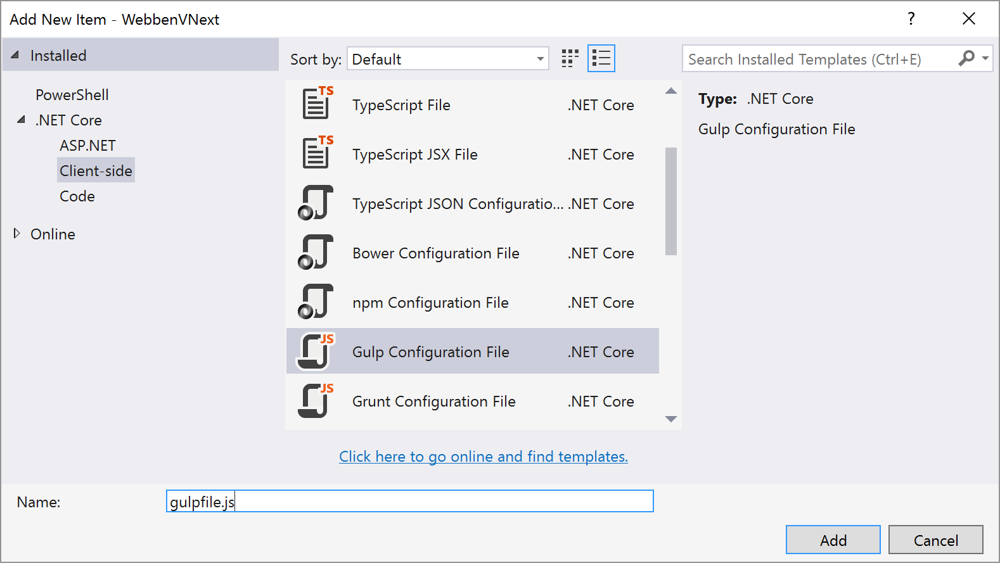 Add New Item - WebbenVNext ?
Installed
PowerShell
.NET Core
ASP.NET
Client-side
Code
Online
Sort by: Default
TS
TypeScript File .NET Core
TS
TypeScript JSX File .NET Core
TypeScript JSON Configuratio... .NET Core
Bower Configuration File .NET Core
npm Configuration File .NET Core
JS
Gulp Configuration File .NET Core
JS
Grunt Configuration File .NET Core
Click here to go online and find templates.
Search Installed Templates (Ctrl+E)
Type: .NET Core
Gulp Configuration File
Name: gulpfile.js
Add Cancel